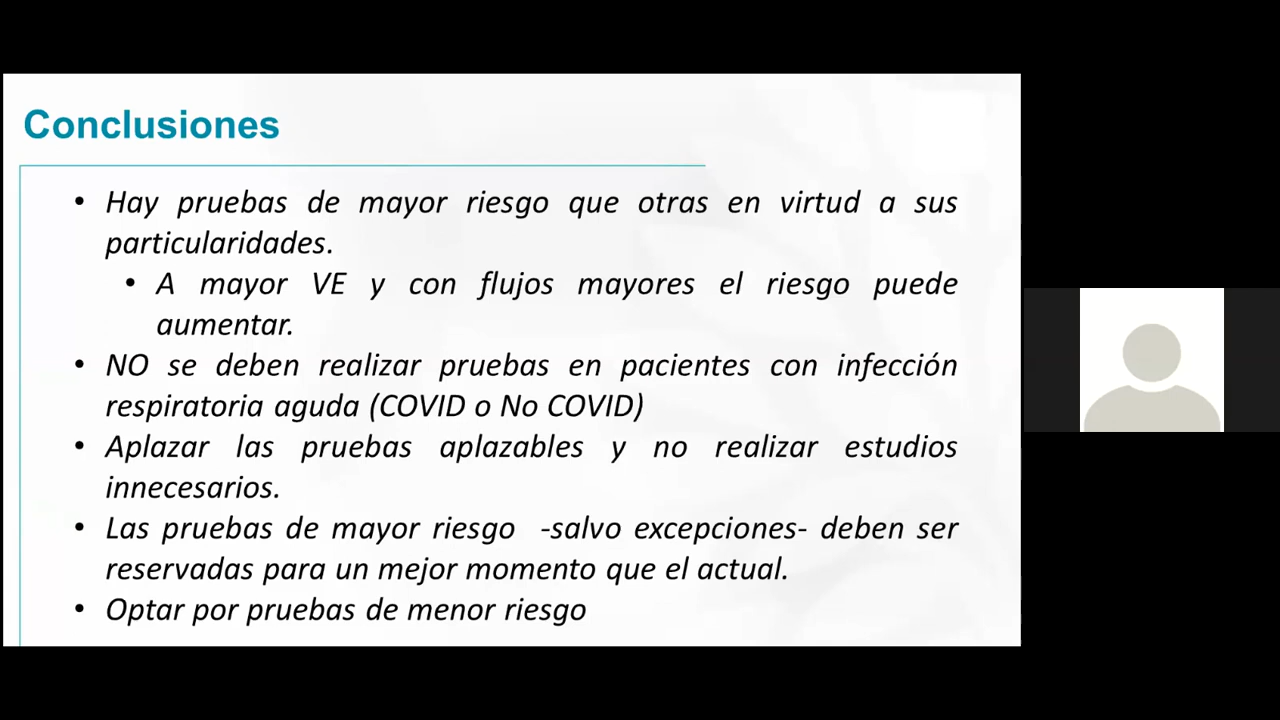 Conclusiones
• Hay pruebas de mayor riesgo que otras en virtud a sus
particularidades.
• A mayor VE y con flujos mayores el riesgo puede
aumentar.
• NO se deben realizar pruebas en pacientes con infección
respiratoria aguda (COVID o No COVID)
• Aplazar las pruebas aplazables y no realizar estudios
innecesarios.
• Las pruebas de mayor riesgo -salvo excepciones- deben ser
reservadas para un mejor momento que el actual.
• Optar por pruebas de menor riesgo